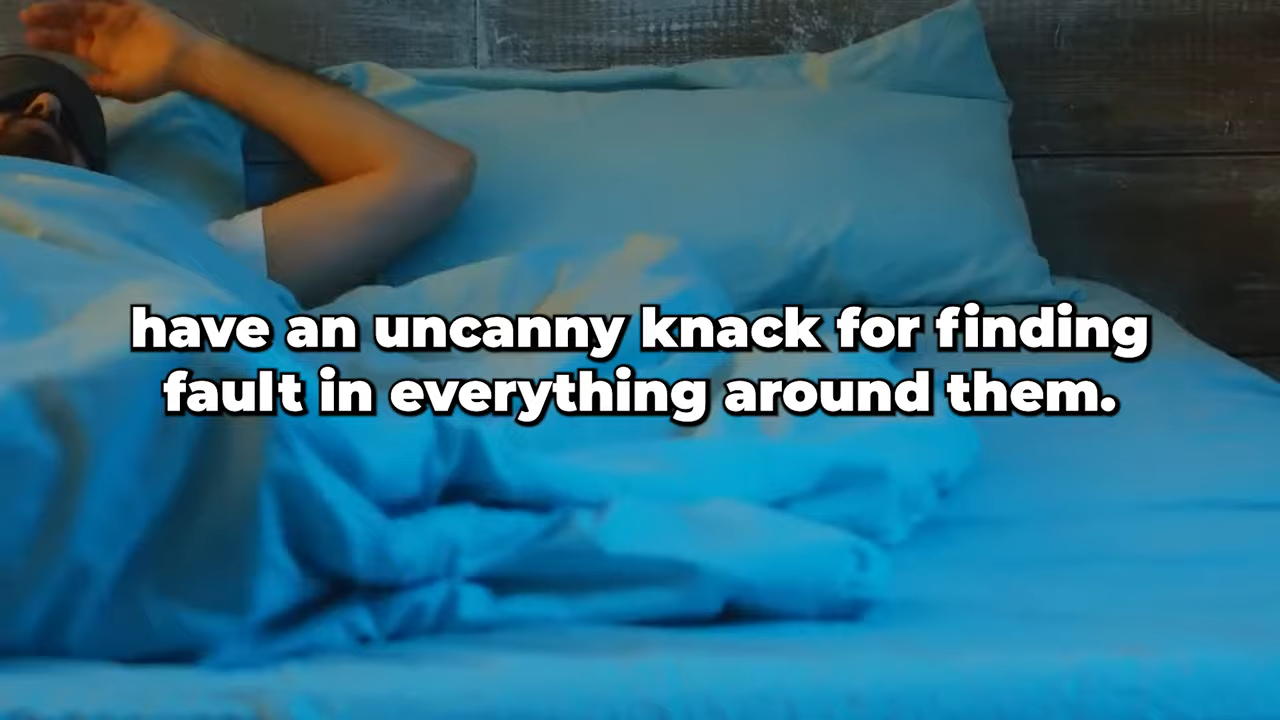 have an uncanny knack for finding
fault in everything around them.